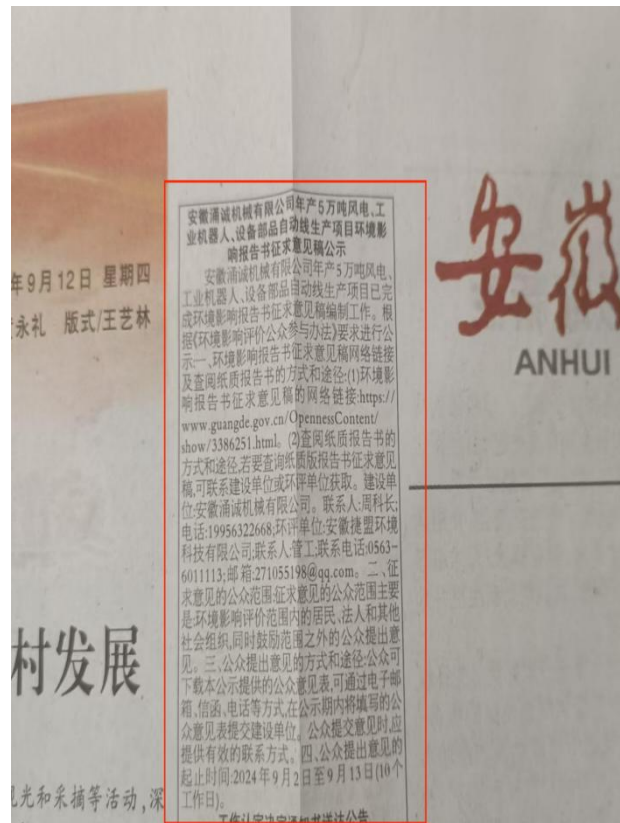 年9月12日 星期四
永礼 版式/王艺林
村发展
光和采摘等活动,深
安徽涌诚机械有限公司年产5万吨风电、工
业机器人、设备部品自动线生产项目环境影
响报告书征求意见稿公示
安徽涌诚机械有限公司年产5万吨风电、
工业机器人、设备部品自动线生产项目已完
成环境影响报告书征求意见稿编制工作。根
据《环境影响评价公众参与办法》要求进行公
示:一、环境影响报告书征求意见稿网络链接
及查阅纸质报告书的方式和途径:(1)环境影
响报告书征求意见稿的网络链接:https://
www.guangde.gov.cn/OpennessContent/
show/3386251.html。(2)查阅纸质报告书的
方式和途径,若要查询纸质版报告书征求意见
稿,可联系建设单位或环评单位获取。建设单
位:安徽涌诚机械有限公司。联系人:周科长;
电话:19956322668;环评单位:安徽捷盟环境
科技有限公司;联系人:管工;联系电话:0563-
6011113;邮箱:271055198@qq.com。二、征
求意见的公众范围:征求意见的公众范围主要
是:环境影响评价范围内的居民、法人和其他
社会组织,同时鼓励范围之外的公众提出意
见。三、公众提出意见的方式和途径:公众可
下载本公示提供的公众意见表,可通过电子邮
箱、信函、电话等方式,在公示期内将填写的公
众意见表提交建设单位。公众提交意见时,应
提供有效的联系方式。四、公众提出意见的
起止时间:2024年9月2日至9月13日(10个
工作日)。
工伤认定决定通知书送达公告
安徽
ANHUI